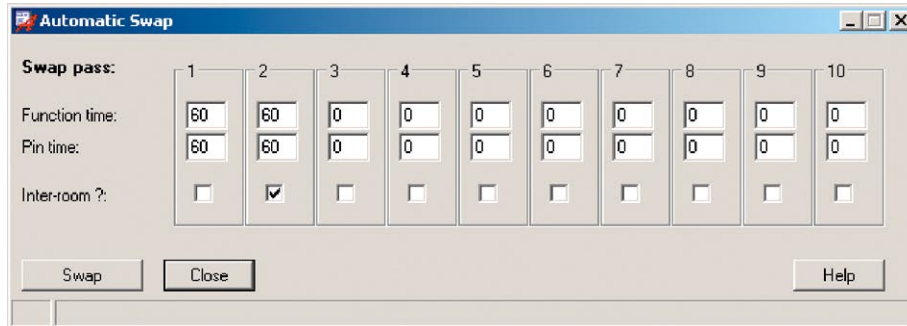 Automatic Swap
Swap pass: 1 2 3 4 5 6 7 8 9 10
Function time: 60 60 0 0 0 0 0 0 0 0
Pin time: 60 60 0 0 0 0 0 0 0 0
Inter-room ?:
Swap Close Help